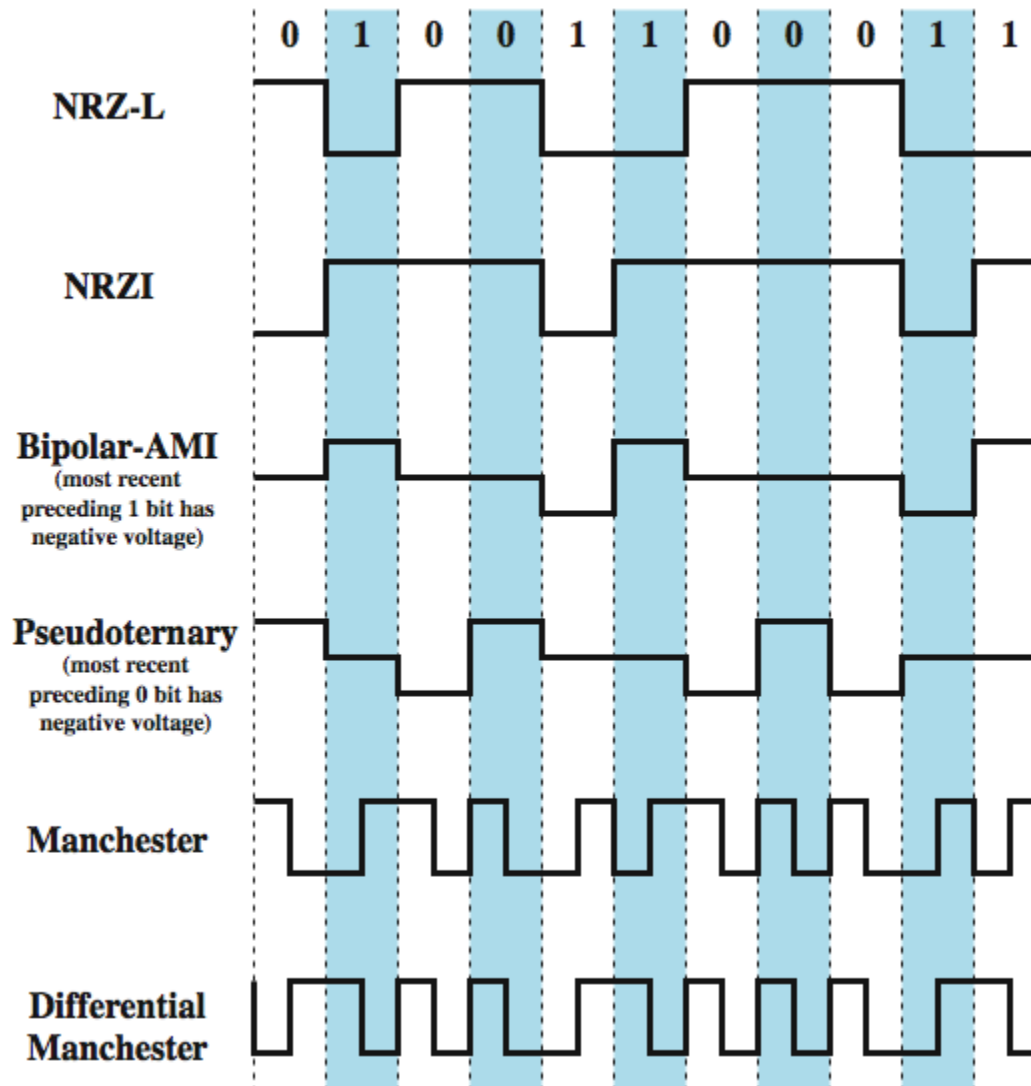 0 1 0 0 1 1 0 0 0 1 1
NRZ-L
NRZI
Bipolar-AMI
(most recent
preceding 1 bit has
negative voltage)
Pseudoternary
(most recent
preceding 0 bit has
negative voltage)
Manchester
Differential
Manchester